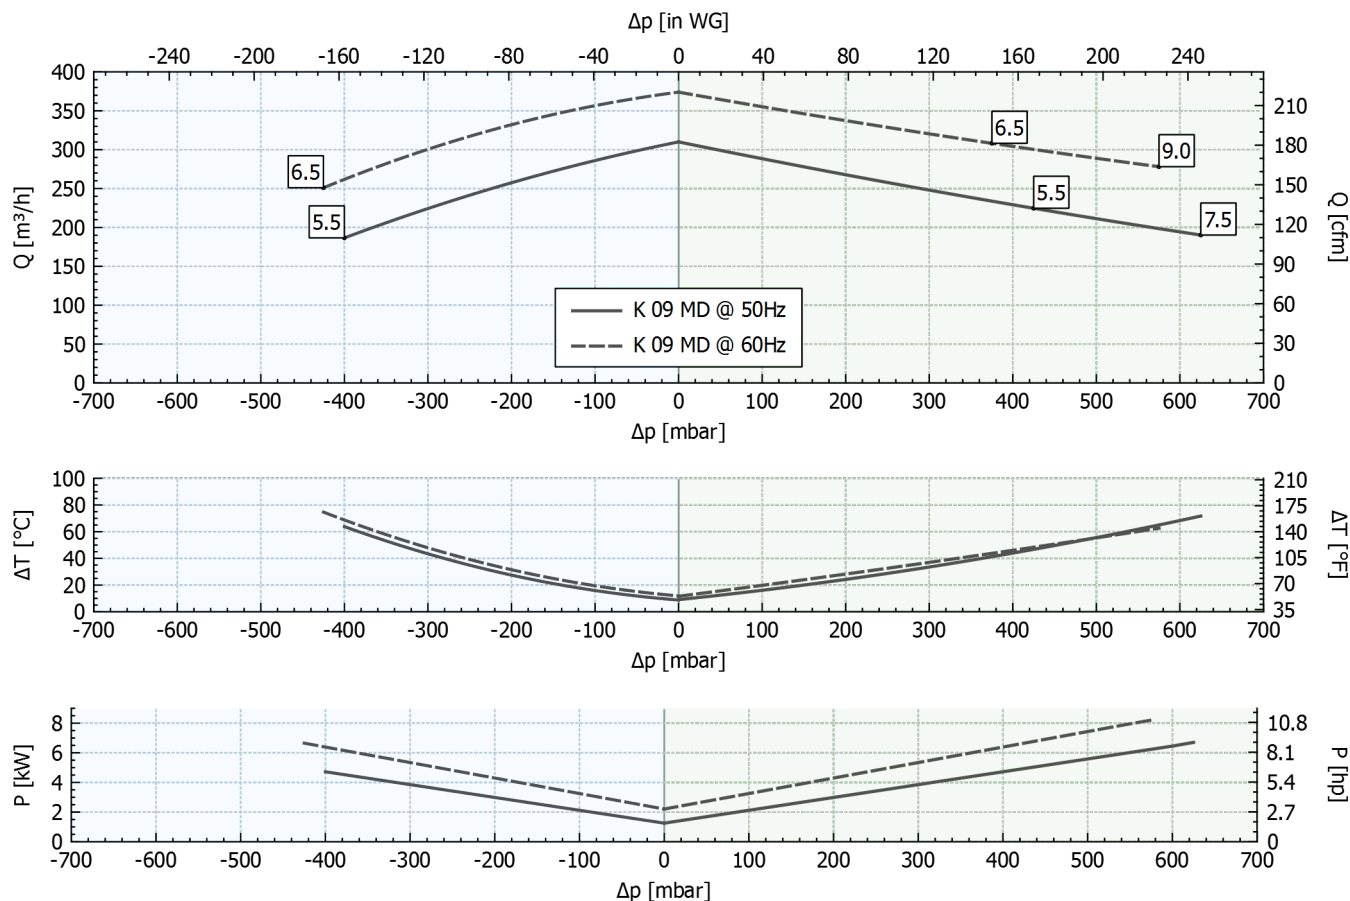 Δp [in WG]
-240 -200 -160 -120 -80 -40 0 40 80 120 160 200 240
400 350 300 250 200 150 100 50 0
Q [m³/h]
210 180 150 120 90 60 30 0
Q [cfm]
6.5
5.5
6.5
9.0
5.5
7.5
K 09 MD @ 50Hz
K 09 MD @ 60Hz
-700 -600 -500 -400 -300 -200 -100 0 100 200 300 400 500 600 700
Δp [mbar]
100 80 60 40 20 0
ΔT [°C]
210 175 140 105 70 35
ΔT [°F]
-700 -600 -500 -400 -300 -200 -100 0 100 200 300 400 500 600 700
Δp [mbar]
8 6 4 2 0
P [kW]
10.8 8.1 5.4 2.7 0
P [hp]
-700 -600 -500 -400 -300 -200 -100 0 100 200 300 400 500 600 700
Δp [mbar]